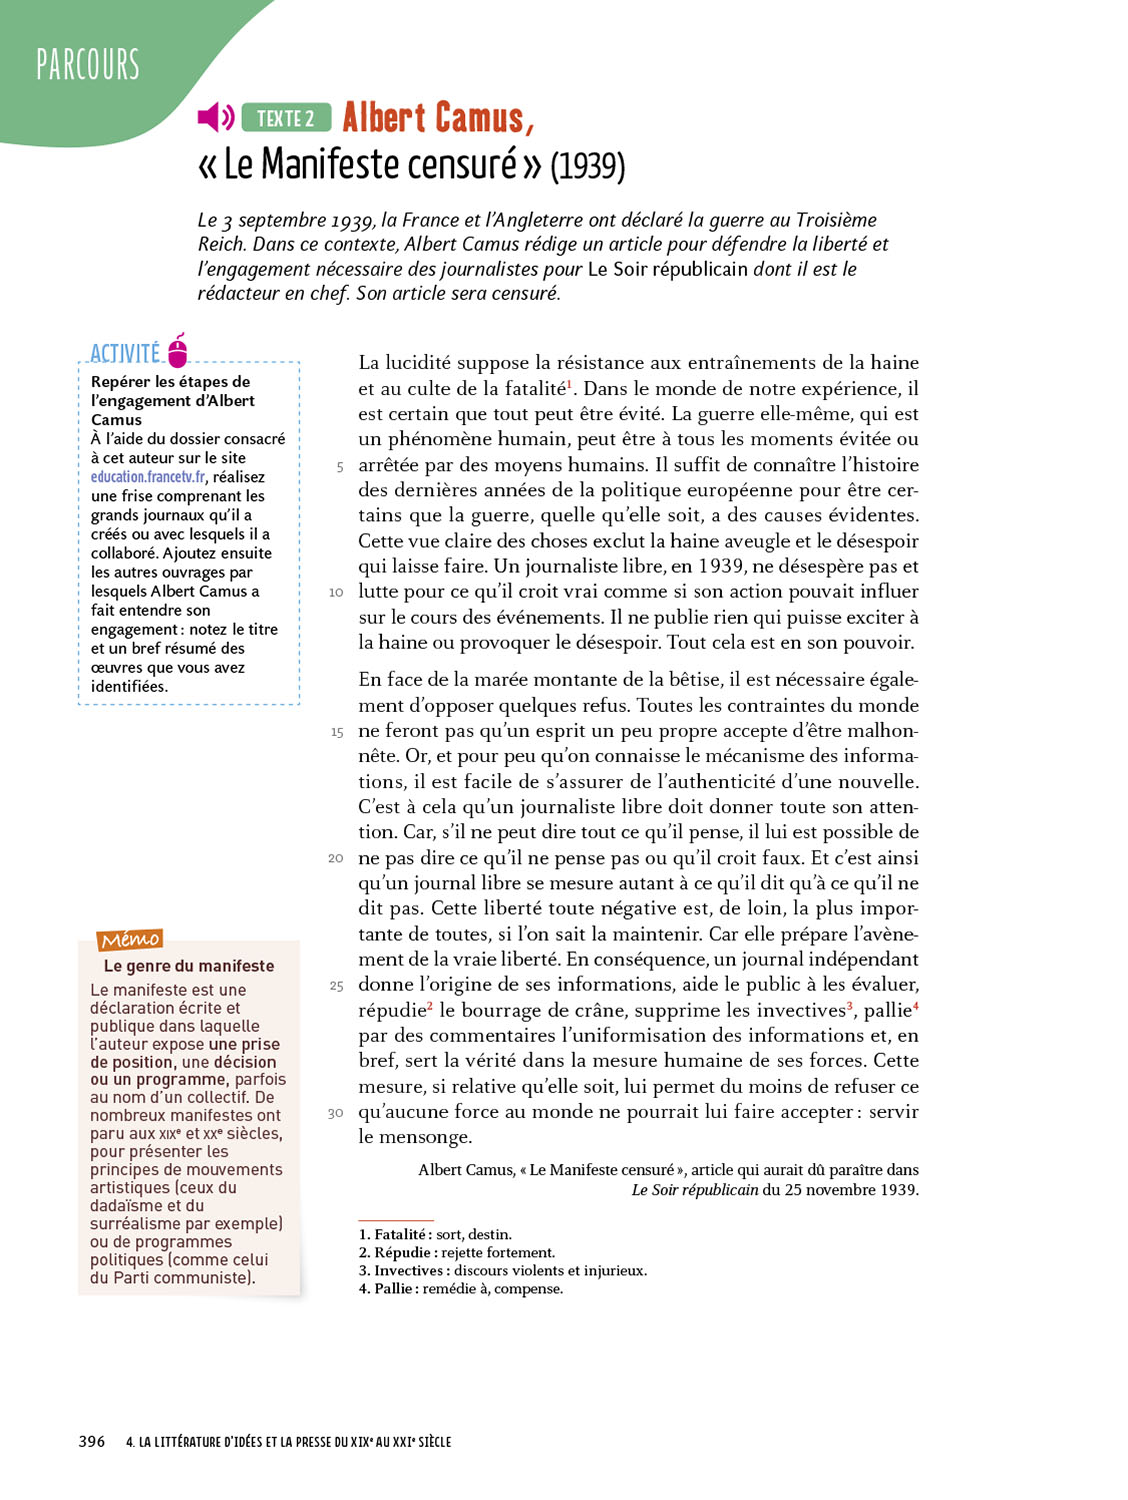 PARCOURS
TEXTE 2 Albert Camus,
« Le Manifeste censuré » (1939)
Le 3 septembre 1939, la France et l’Angleterre ont déclaré la guerre au Troisième
Reich. Dans ce contexte, Albert Camus rédige un article pour défendre la liberté et
l’engagement nécessaire des journalistes pour Le Soir républicain dont il est le
rédacteur en chef. Son article sera censuré.
ACTIVITÉ
Repérer les étapes de
l’engagement d’Albert
Camus
À l’aide du dossier consacré
à cet auteur sur le site
education.francetv.fr, réalisez
une frise comprenant les
grands journaux qu’il a
créés ou avec lesquels il a
collaboré. Ajoutez ensuite
les autres ouvrages par
lesquels Albert Camus a
fait entendre son
engagement : notez le titre
et un bref résumé des
œuvres que vous avez
identifiées.
Mémo
Le genre du manifeste
Le manifeste est une
déclaration écrite et
publique dans laquelle
l’auteur expose une prise
de position, une décision
ou un programme, parfois
au nom d’un collectif. De
nombreux manifestes ont
paru aux XIXe et XXe siècles,
pour présenter les
principes de mouvements
artistiques (ceux du
dadaïsme et du
surréalisme par exemple)
ou de programmes
politiques (comme celui
du Parti communiste).
La lucidité suppose la résistance aux entraînements de la haine
et au culte de la fatalité1. Dans le monde de notre expérience, il
est certain que tout peut être évité. La guerre elle-même, qui est
un phénomène humain, peut être à tous les moments évitée ou
5 arrêtée par des moyens humains. Il suffit de connaître l’histoire
des dernières années de la politique européenne pour être cer-
tains que la guerre, quelle qu’elle soit, a des causes évidentes.
Cette vue claire des choses exclut la haine aveugle et le désespoir
qui laisse faire. Un journaliste libre, en 1939, ne désespère pas et
10 lutte pour ce qu’il croit vrai comme si son action pouvait influer
sur le cours des événements. Il ne publie rien qui puisse exciter à
la haine ou provoquer le désespoir. Tout cela est en son pouvoir.
En face de la marée montante de la bêtise, il est nécessaire égale-
ment d’opposer quelques refus. Toutes les contraintes du monde
15 ne feront pas qu’un esprit un peu propre accepte d’être malhon-
nête. Or, et pour peu qu’on connaisse le mécanisme des informa-
tions, il est facile de s’assurer de l’authenticité d’une nouvelle.
C’est à cela qu’un journaliste libre doit donner toute son atten-
tion. Car, s’il ne peut dire tout ce qu’il pense, il lui est possible de
20 ne pas dire ce qu’il ne pense pas ou qu’il croit faux. Et c’est ainsi
qu’un journal libre se mesure autant à ce qu’il dit qu’à ce qu’il ne
dit pas. Cette liberté toute négative est, de loin, la plus impor-
tante de toutes, si l’on sait la maintenir. Car elle prépare l’avène-
ment de la vraie liberté. En conséquence, un journal indépendant
25 donne l’origine de ses informations, aide le public à les évaluer,
répudie2 le bourrage de crâne, supprime les invectives3, pallie4
par des commentaires l’uniformisation des informations et, en
bref, sert la vérité dans la mesure humaine de ses forces. Cette
mesure, si relative qu’elle soit, lui permet du moins de refuser ce
30 qu’aucune force au monde ne pourrait lui faire accepter : servir
le mensonge.
Albert Camus, « Le Manifeste censuré », article qui aurait dû paraître dans
Le Soir républicain du 25 novembre 1939.
1. Fatalité : sort, destin.
2. Répudie : rejette fortement.
3. Invectives : discours violents et injurieux.
4. Pallie : remédie à, compense.
396 4. LA LITTÉRATURE D’IDÉES ET LA PRESSE DU XIXe AU XXIe SIÈCLE